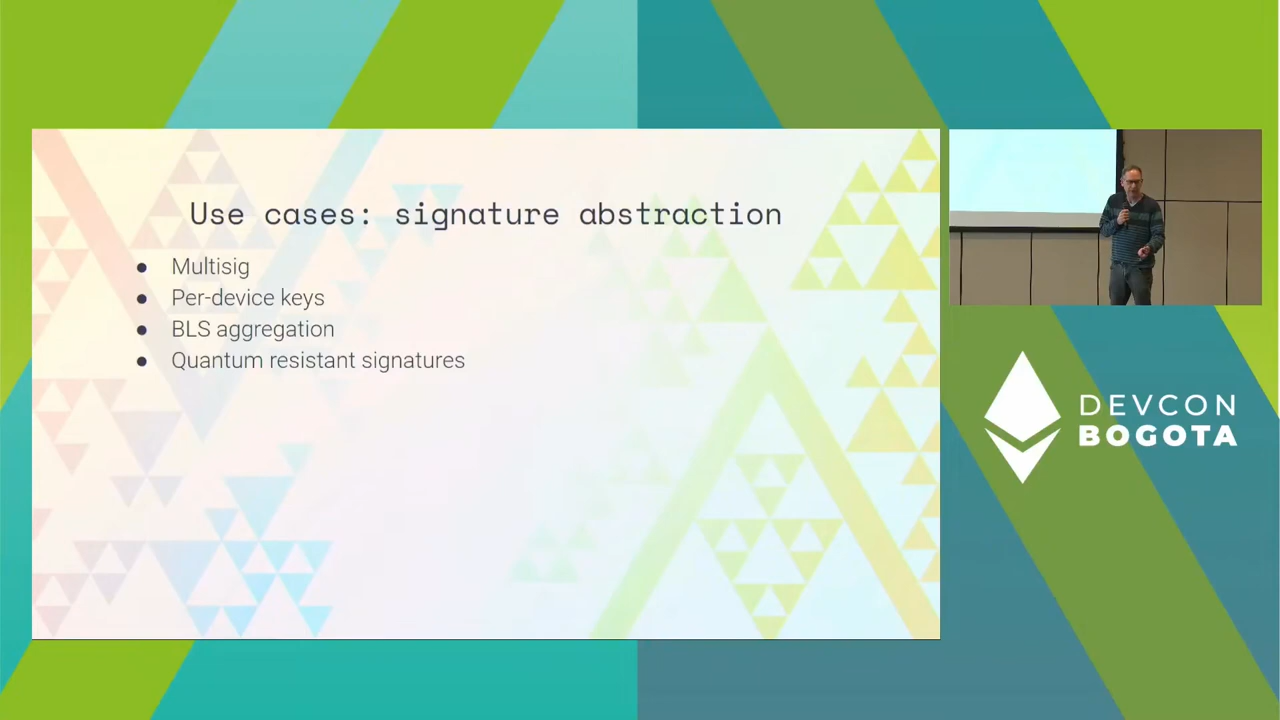 Use cases: signature abstraction
● Multisig
● Per-device keys
● BLS aggregation
● Quantum resistant signatures
DEVCON
BOGOTA